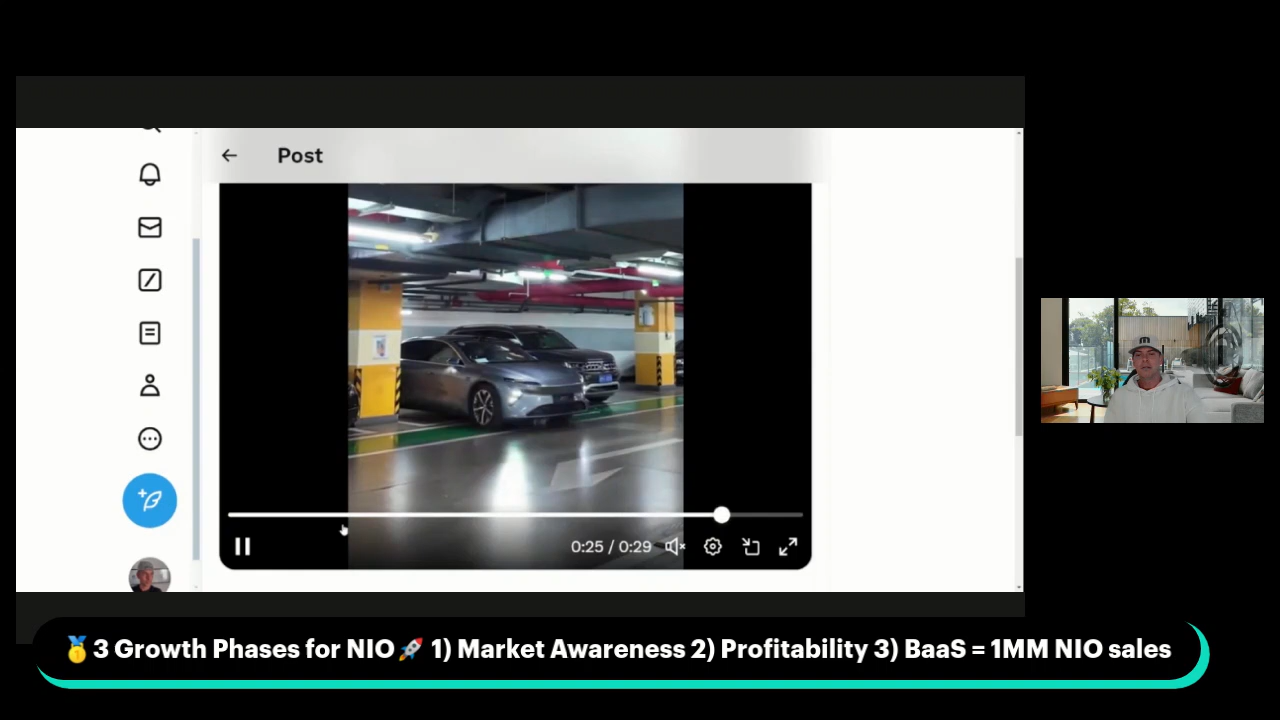 Post
0:25 / 0:29
🥇3 Growth Phases for NIO🚀 1) Market Awareness 2) Profitability 3) BaaS = 1MM NIO sales